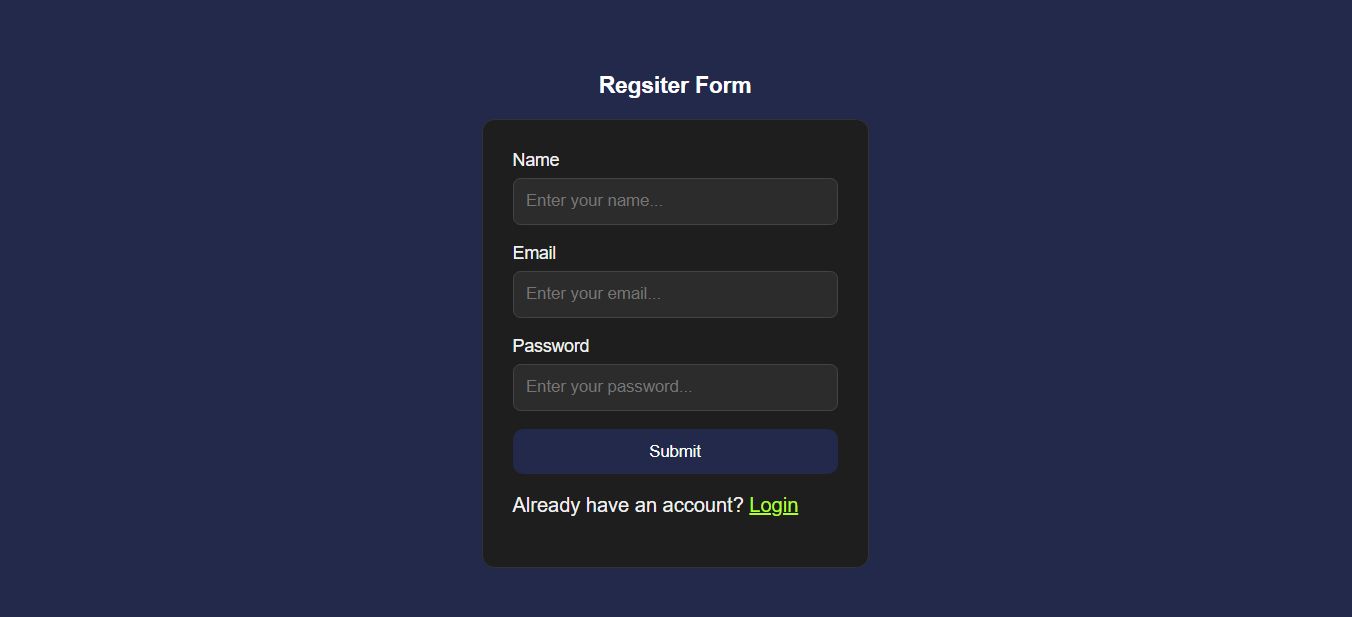 Regsiter Form
Name
Enter your name...
Email
Enter your email...
Password
Enter your password...
Submit
Already have an account? Login